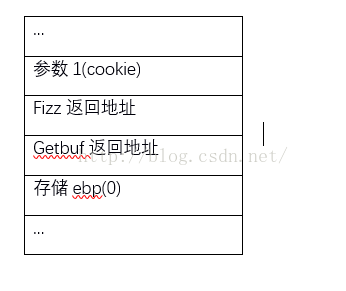 ...
参数 1(cookie)
Fizz 返回地址
Getbuf 返回地址
http://blog.csdn.net/
存储 ebp(0)
...